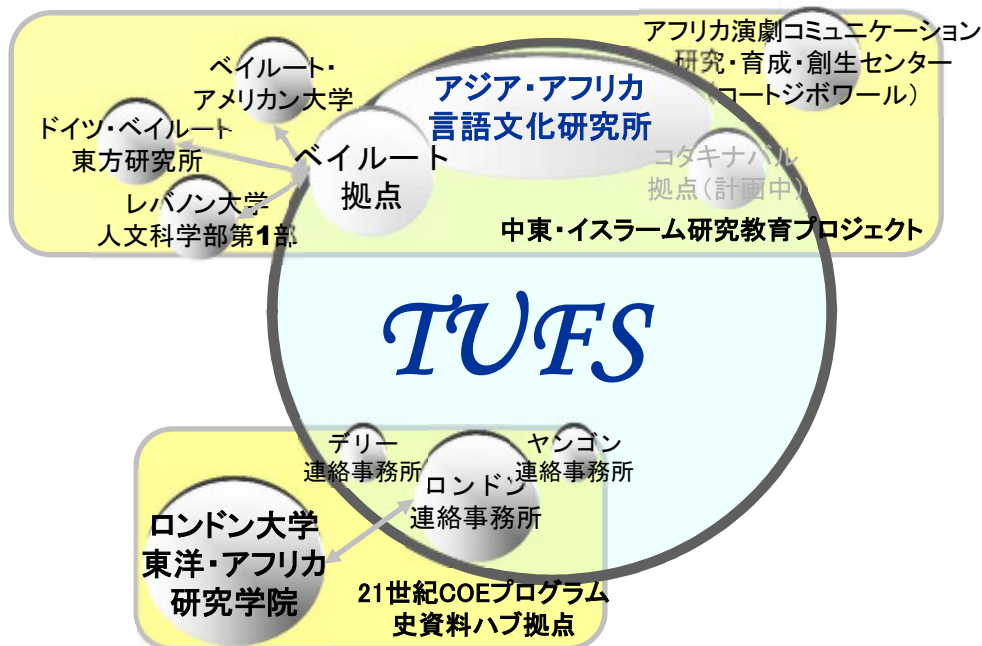 アフリカ演劇コミュニケーション
研究・育成・創生センター
（コートジボワール）
ベイルート・
アメリカン大学
アジア・アフリカ
言語文化研究所
ドイツ・ベイルート
東方研究所
ベイルート
拠点
コタキナバル
拠点（計画中）
レバノン大学
人文科学部第1部
中東・イスラーム研究教育プロジェクト
TUFS
デリー
連絡事務所
ヤンゴン
連絡事務所
ロンドン
連絡事務所
ロンドン大学
東洋・アフリカ
研究学院
21世紀COEプログラム
史資料ハブ拠点